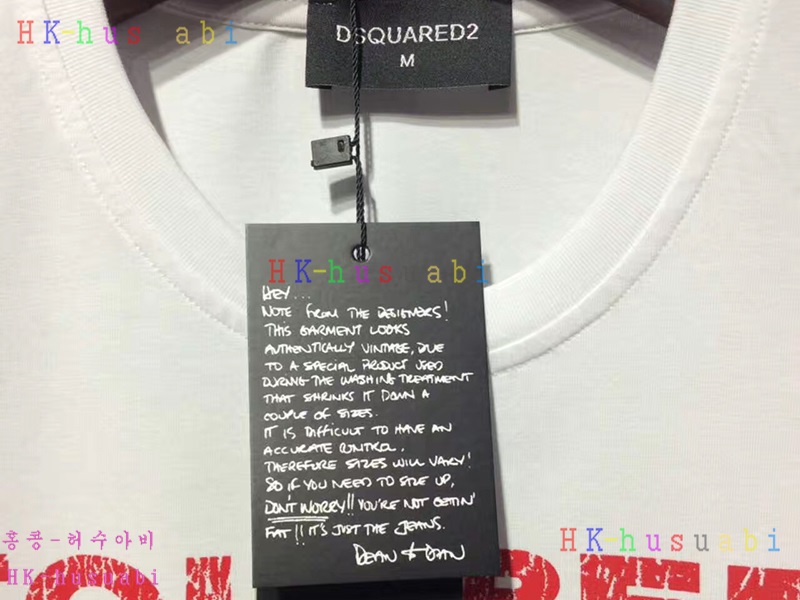 HK-hus abi
DSQUARED2
M
HK-hus abi
HEY...
NOTE FROM THE DESIGNERS!
THIS GARMENT LOOKS
AUTHENTICALLY VINTAGE, DUE
TO A SPECIAL PRODUCT USED
DURING THE WASHING TREATMENT
THAT SHRINKS IT DOWN A
COUPLE OF SIZES.
IT IS DIFFICULT TO HAVE AN
ACCURATE CONTROL,
THEREFORE SIZES WILL VARY!
SO IF YOU NEED TO SIZE UP,
DON'T WORRY!! YOU'RE NOT GETTIN'
FAT!! IT'S JUST THE JEANS.
DEAN & DAN
홍콩-허수아비
HK-husuabi
HK-husuabi